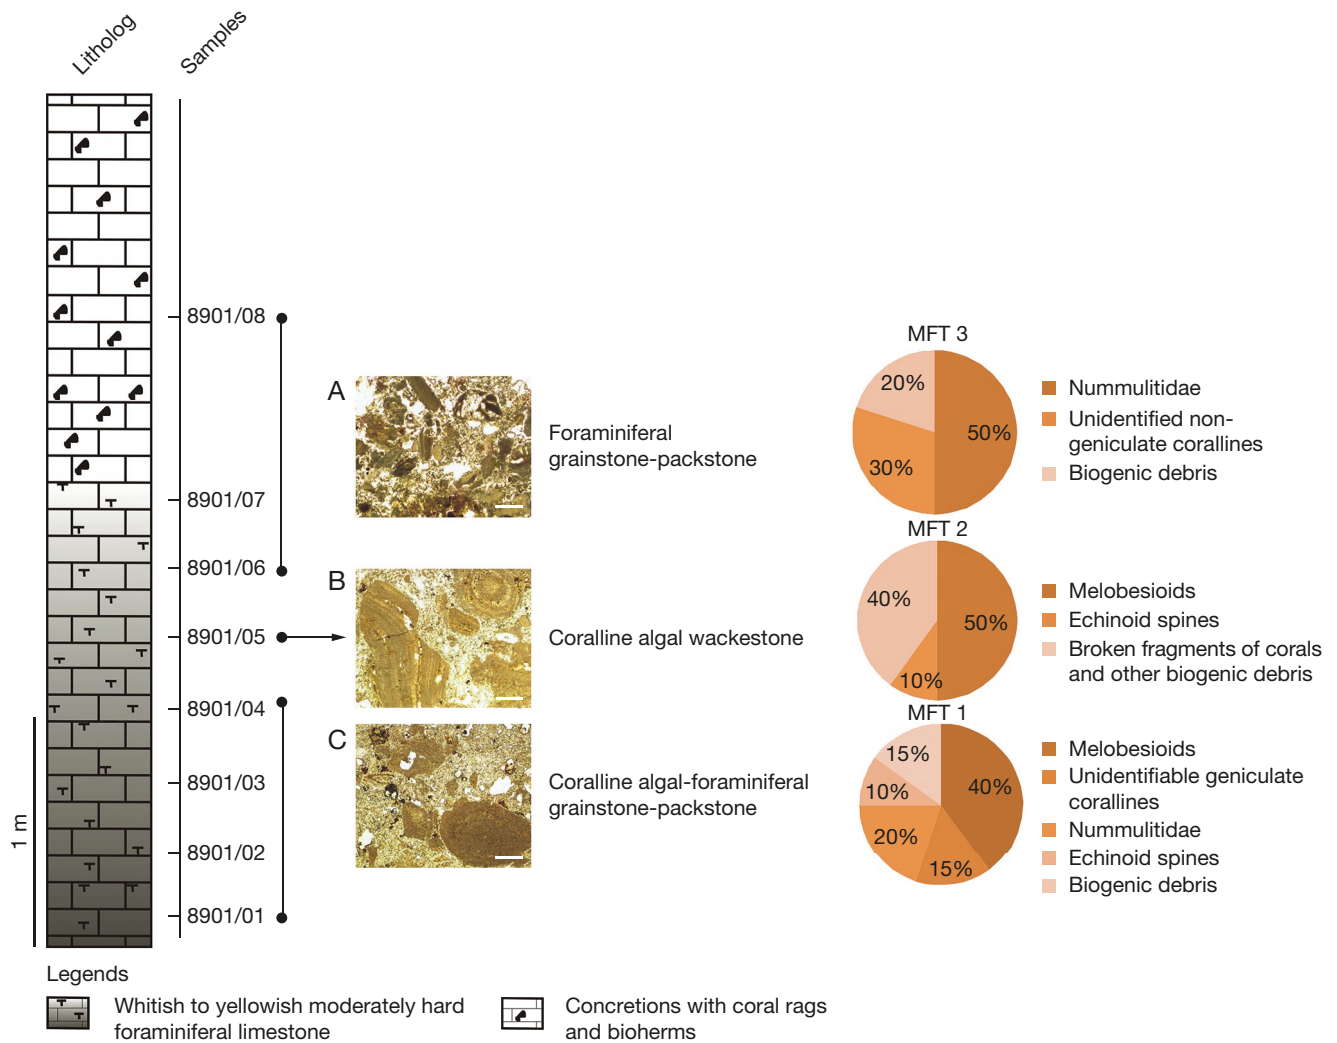 Litholog
Samples
8901/08
8901/07
8901/06
8901/05
8901/04
8901/03
8901/02
8901/01
1 m
A
Foraminiferal
grainstone-packstone
B
Coralline algal wackestone
C
Coralline algal-foraminiferal
grainstone-packstone
MFT 3
20%
50%
30%
Nummulitidae
Unidentified non-
geniculate corallines
Biogenic debris
MFT 2
40%
50%
10%
Melobesioids
Echinoid spines
Broken fragments of corals
and other biogenic debris
MFT 1
15%
40%
10%
20%
15%
Melobesioids
Unidentifiable geniculate
corallines
Nummulitidae
Echinoid spines
Biogenic debris
Legends
Whitish to yellowish moderately hard
foraminiferal limestone
Concretions with coral rags
and bioherms